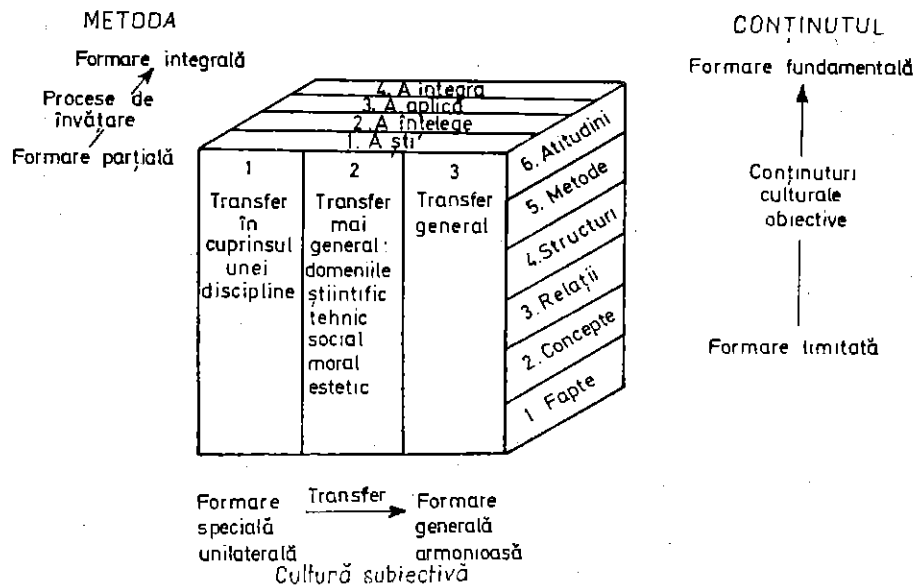 METODA
Formare integrală
Procese de
învățare
Formare parțială
CONȚINUTUL
Formare fundamentală
Conținuturi
culturale
obiective
Formare limitată
4. A integra
3. A aplică
2. A înțelege
1. A ști
1
Transfer
în
cuprinsul
unei
discipline
2
Transfer
mai
general:
domeniile
științific
tehnic
social
moral
estetic
3
Transfer
general
6. Atitudini
5. Metode
4. Structuri
3. Relații
2. Concepte
1 Fapte
Formare
specială
unilaterală
Transfer
Formare
generală
armonioasă
Cultură subiectivă